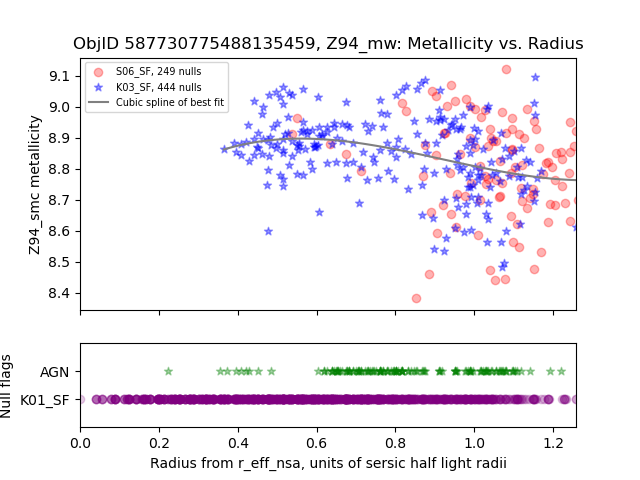 ObjID 587730775488135459, Z94_mw: Metallicity vs. Radius
S06_SF, 249 nulls
K03_SF, 444 nulls
Cubic spline of best fit
Z94_smc metallicity
9.1
9.0
8.9
8.8
8.7
8.6
8.5
8.4
Null flags
AGN
K01_SF
0.0 0.2 0.4 0.6 0.8 1.0 1.2
Radius from r_eff_nsa, units of sersic half light radii